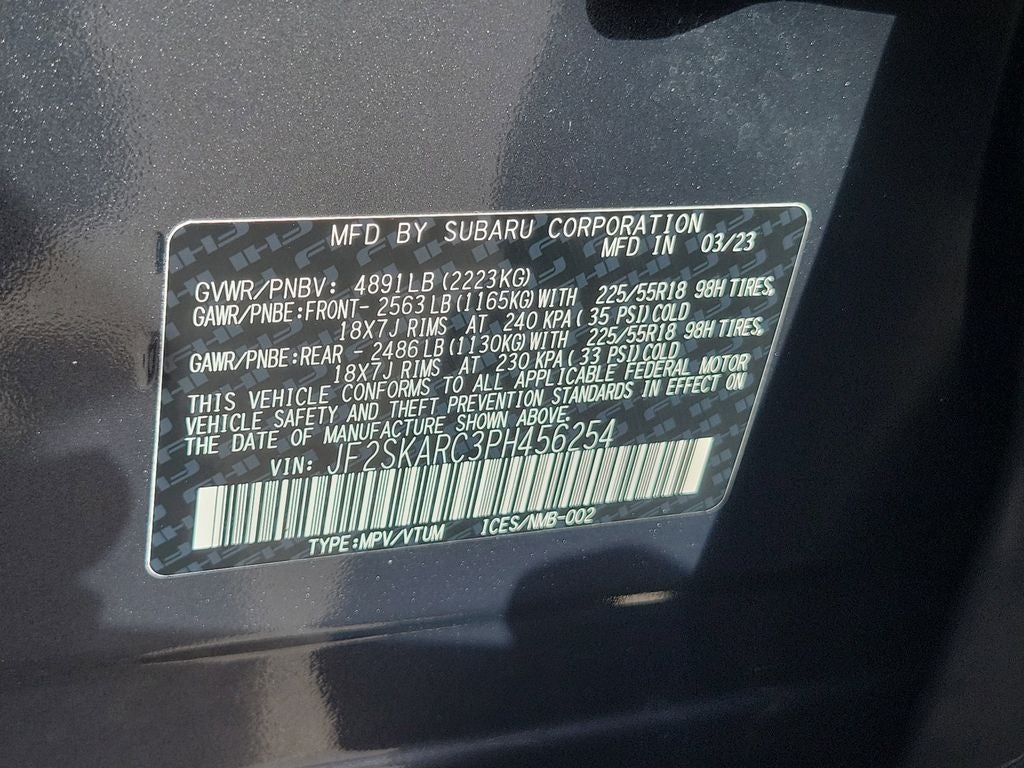 MFD BY SUBARU CORPORATION
MFD IN 03/23
GVWR/PNBV: 4891LB (2223KG)
GAWR/PNBE:FRONT- 2563LB (1165KG) WITH 225/55R18 98H TIRES,
18X7J RIMS AT 240 KPA( 35 PSI) COLD
GAWR/PNBE:REAR - 2486LB (1130KG) WITH 225/55R18 98H TIRES,
18X7J RIMS AT 230 KPA( 33 PSI) COLD
THIS VEHICLE CONFORMS TO ALL APPLICABLE FEDERAL MOTOR
VEHICLE SAFETY AND THEFT PREVENTION STANDARDS IN EFFECT ON
THE DATE OF MANUFACTURE SHOWN ABOVE.
VIN: JF2SKARC3PH456254
TYPE:MPV/VTUM ICES/NMB-002